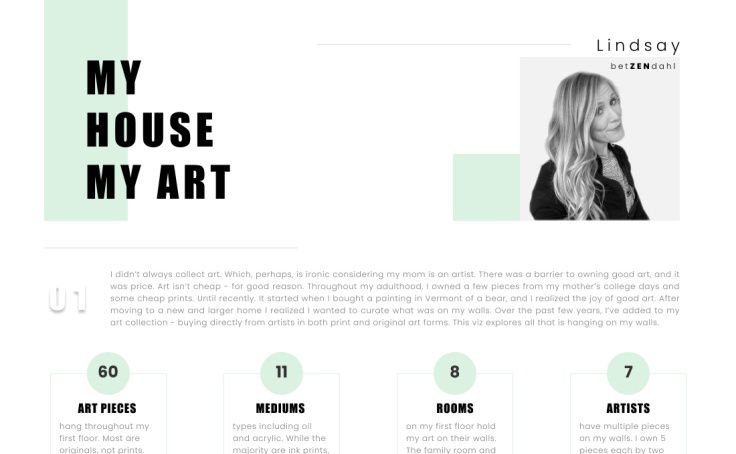 MY
HOUSE
MY ART
Lindsay
betZENdahl
01
I didn't always collect art. Which, perhaps, is ironic considering my mom is an artist. There was a barrier to owning good art, and it
was price. Art isn't cheap - for good reason. Throughout my adulthood, I owned a few pieces from my mother's college days and
some cheap prints. Until recently. It started when I bought a painting in Vermont of a bear, and I realized the joy of good art. After
moving to a new and larger home I realized I wanted to curate what was on my walls. Over the past few years, I've added to my
art collection - buying directly from artists in both print and original art forms. This viz explores all that is hanging on my walls.
60
ART PIECES
hang throughout my
first floor. Most are
originals, not prints.
11
MEDIUMS
types including oil
and acrylic. While the
majority are ink prints,
8
ROOMS
on my first floor hold
my art on their walls.
The family room and
7
ARTISTS
have multiple pieces
on my walls. I own 5
pieces each by two